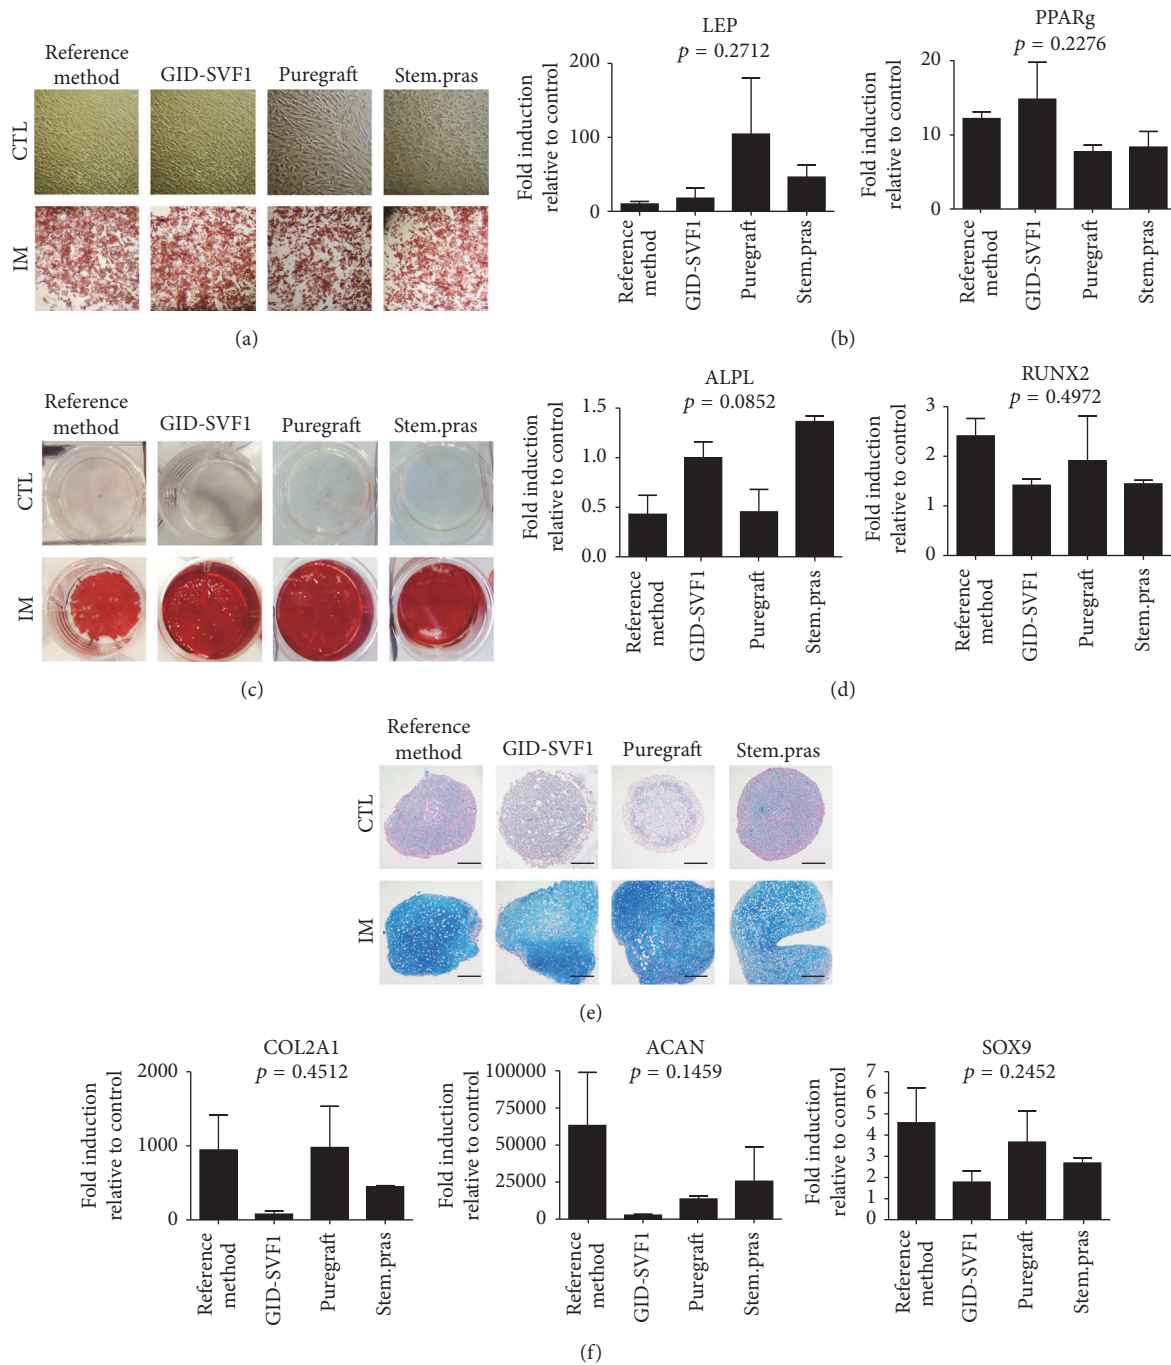 Reference
method
GID-SVF1
Puregraft
Stem.pras
CTL
IM
(a)
LEP
p = 0.2712
Fold induction
relative to control
200
100
0
Reference
method
GID-SVF1
Puregraft
Stem.pras
PPARg
p = 0.2276
Fold induction
relative to control
20
10
0
Reference
method
GID-SVF1
Puregraft
Stem.pras
(b)
Reference
method
GID-SVF1
Puregraft
Stem.pras
CTL
IM
(c)
ALPL
p = 0.0852
Fold induction
relative to control
1.5
1.0
0.5
0.0
Reference
method
GID-SVF1
Puregraft
Stem.pras
RUNX2
p = 0.4972
Fold induction
relative to control
3
2
1
0
Reference
method
GID-SVF1
Puregraft
Stem.pras
(d)
Reference
method
GID-SVF1
Puregraft
Stem.pras
CTL
IM
(e)
COL2A1
p = 0.4512
Fold induction
relative to control
2000
1000
0
Reference
method
GID-SVF1
Puregraft
Stem.pras
ACAN
p = 0.1459
Fold induction
relative to control
100000
75000
50000
25000
0
Reference
method
GID-SVF1
Puregraft
Stem.pras
SOX9
p = 0.2452
Fold induction
relative to control
7
6
5
4
3
2
1
0
Reference
method
GID-SVF1
Puregraft
Stem.pras
(f)